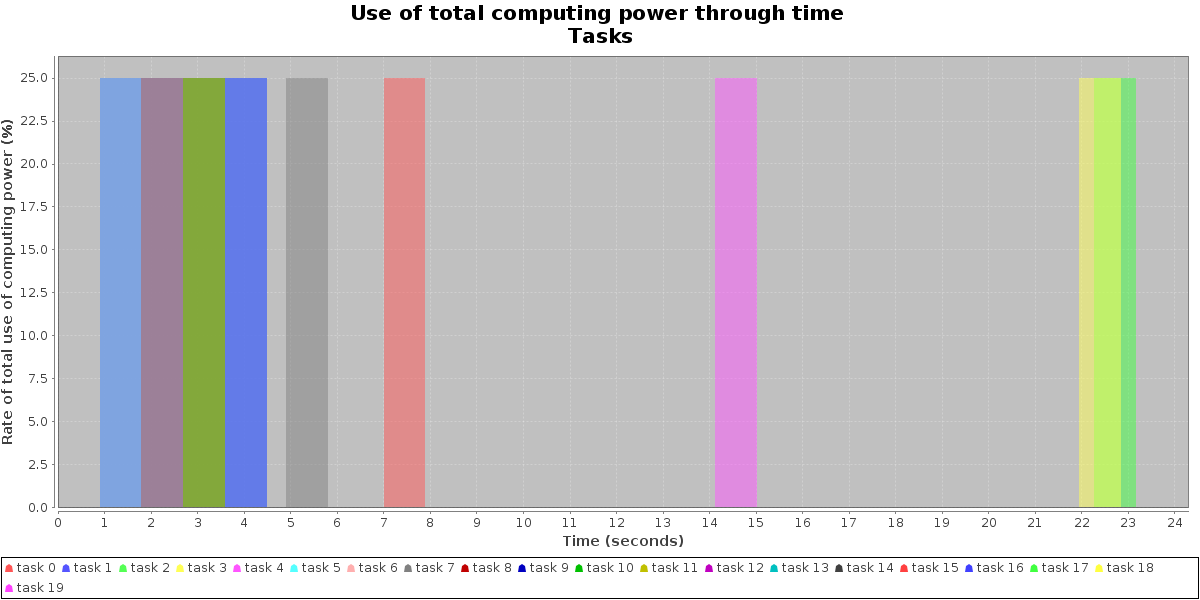 Use of total computing power through time
Tasks
Rate of total use of computing power (%)
25.0
22.5
20.0
17.5
15.0
12.5
10.0
7.5
5.0
2.5
0.0
0 1 2 3 4 5 6 7 8 9 10 11 12 13 14 15 16 17 18 19 20 21 22 23 24
Time (seconds)
task 0 task 1 task 2 task 3 task 4 task 5 task 6 task 7 task 8 task 9 task 10 task 11 task 12 task 13 task 14 task 15 task 16 task 17 task 18
task 19